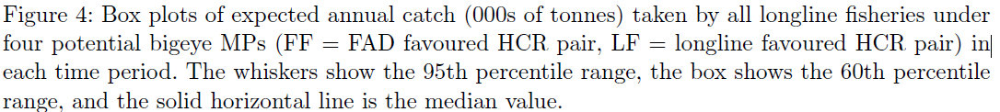 Figure 4: Box plots of expected annual catch (000s of tonnes) taken by all longline fisheries under
four potential bigeye MPs (FF = FAD favoured HCR pair, LF = longline favoured HCR pair) in
each time period. The whiskers show the 95th percentile range, the box shows the 60th percentile
range, and the solid horizontal line is the median value.